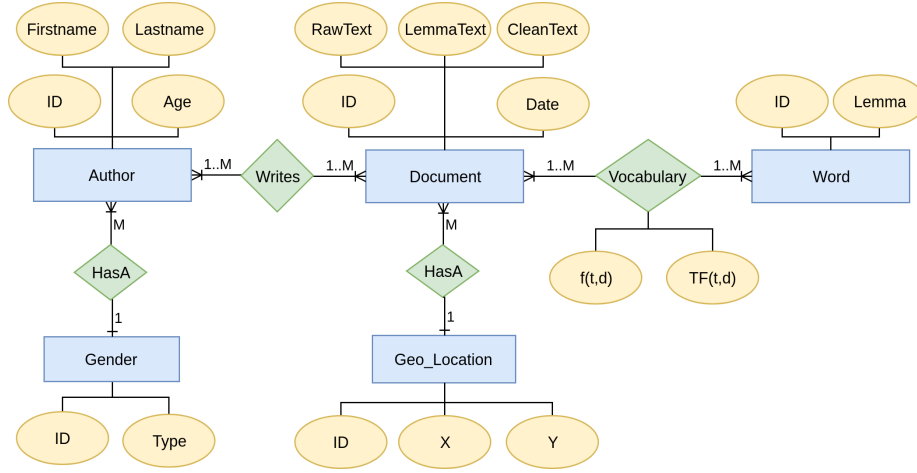 Firstname Lastname RawText LemmaText CleanText
ID Age ID Date ID Lemma
1..M 1..M 1..M 1..M
Author Writes Document Vocabulary Word
M M
HasA HasA f(t,d) TF(t,d)
1 1
Gender Geo_Location
ID Type ID X Y